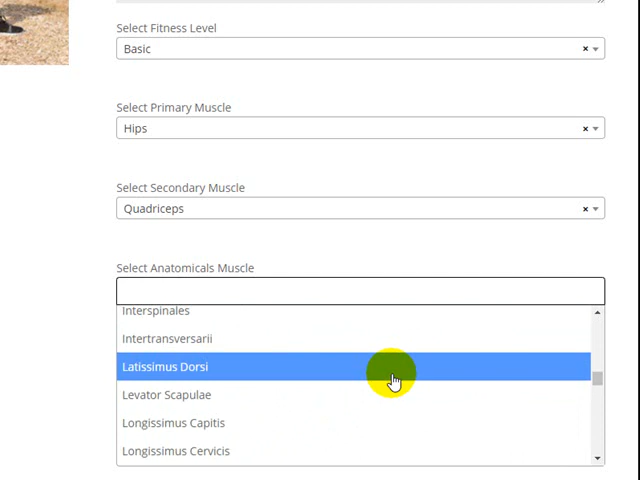 Select Fitness Level
Basic
Select Primary Muscle
Hips
Select Secondary Muscle
Quadriceps
Select Anatomicals Muscle
Interspinales
Intertransversarii
Latissimus Dorsi
Levator Scapulae
Longissimus Capitis
Longissimus Cervicis